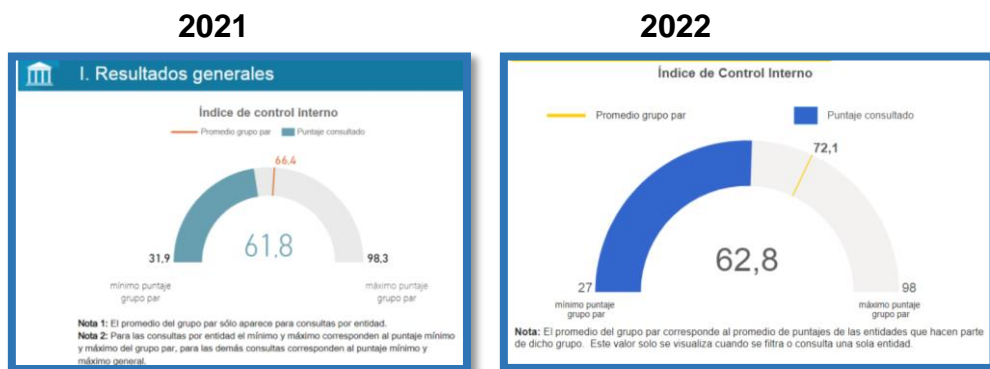 2021
2022
I. Resultados generales
Índice de control interno
Promedio grupo par
Puntaje consultado
66,4
61,8
31,9
98,3
mínimo puntaje
grupo par
máximo puntaje
grupo par
Nota 1: El promedio del grupo par sólo aparece para consultas por entidad.
Nota 2: Para las consultas por entidad el mínimo y máximo corresponden al puntaje mínimo
y máximo del grupo par, para las demás consultas corresponden al puntaje mínimo y
máximo general.
Índice de Control Interno
Promedio grupo par
Puntaje consultado
72,1
62,8
27
98
mínimo puntaje
grupo par
máximo puntaje
grupo par
Nota: El promedio del grupo par corresponde al promedio de puntajes de las entidades que hacen parte
de dicho grupo. Este valor solo se visualiza cuando se filtra o consulta una sola entidad.